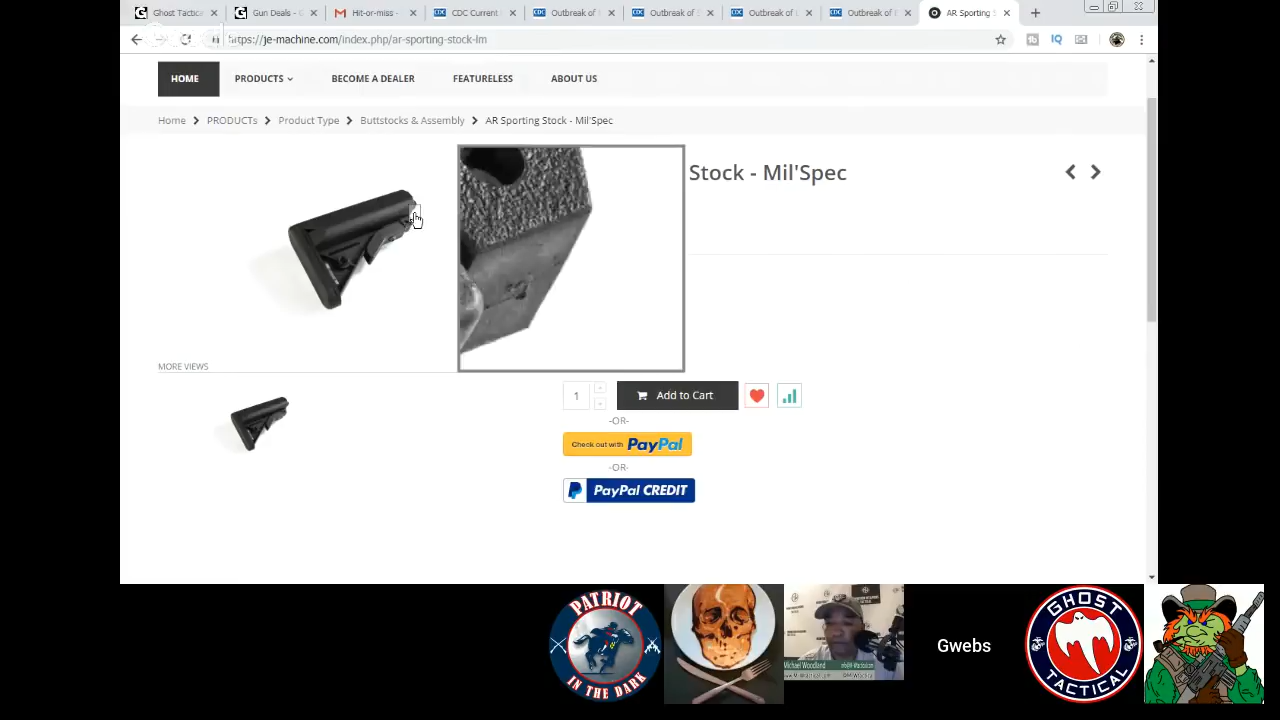 Ghost Tactica
Gun Deals - G
Hit-or-miss -
CDC Current
Outbreak of
Outbreak of
Outbreak of
Outbreak of
AR Sporting S
https://je-machine.com/index.php/ar-sporting-stock-lm
HOME PRODUCTS BECOME A DEALER FEATURELESS ABOUT US
Home > PRODUCTs > Product Type > Buttstocks & Assembly > AR Sporting Stock - Mil'Spec
Stock - Mil'Spec
MORE VIEWS
1
Add to Cart
-OR-
Check out with PayPal
-OR-
PayPal CREDIT
PATRIOT
IN THE DARK
Michael Woodland
Gwebs
GHOST
TACTICAL